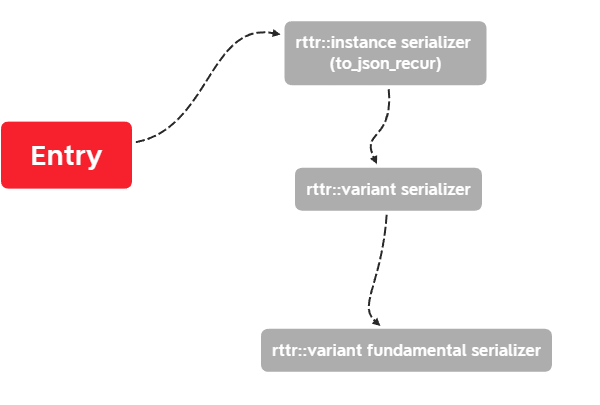 Entry
rttr::instance serializer
(to_json_recur)
rttr::variant serializer
rttr::variant fundamental serializer